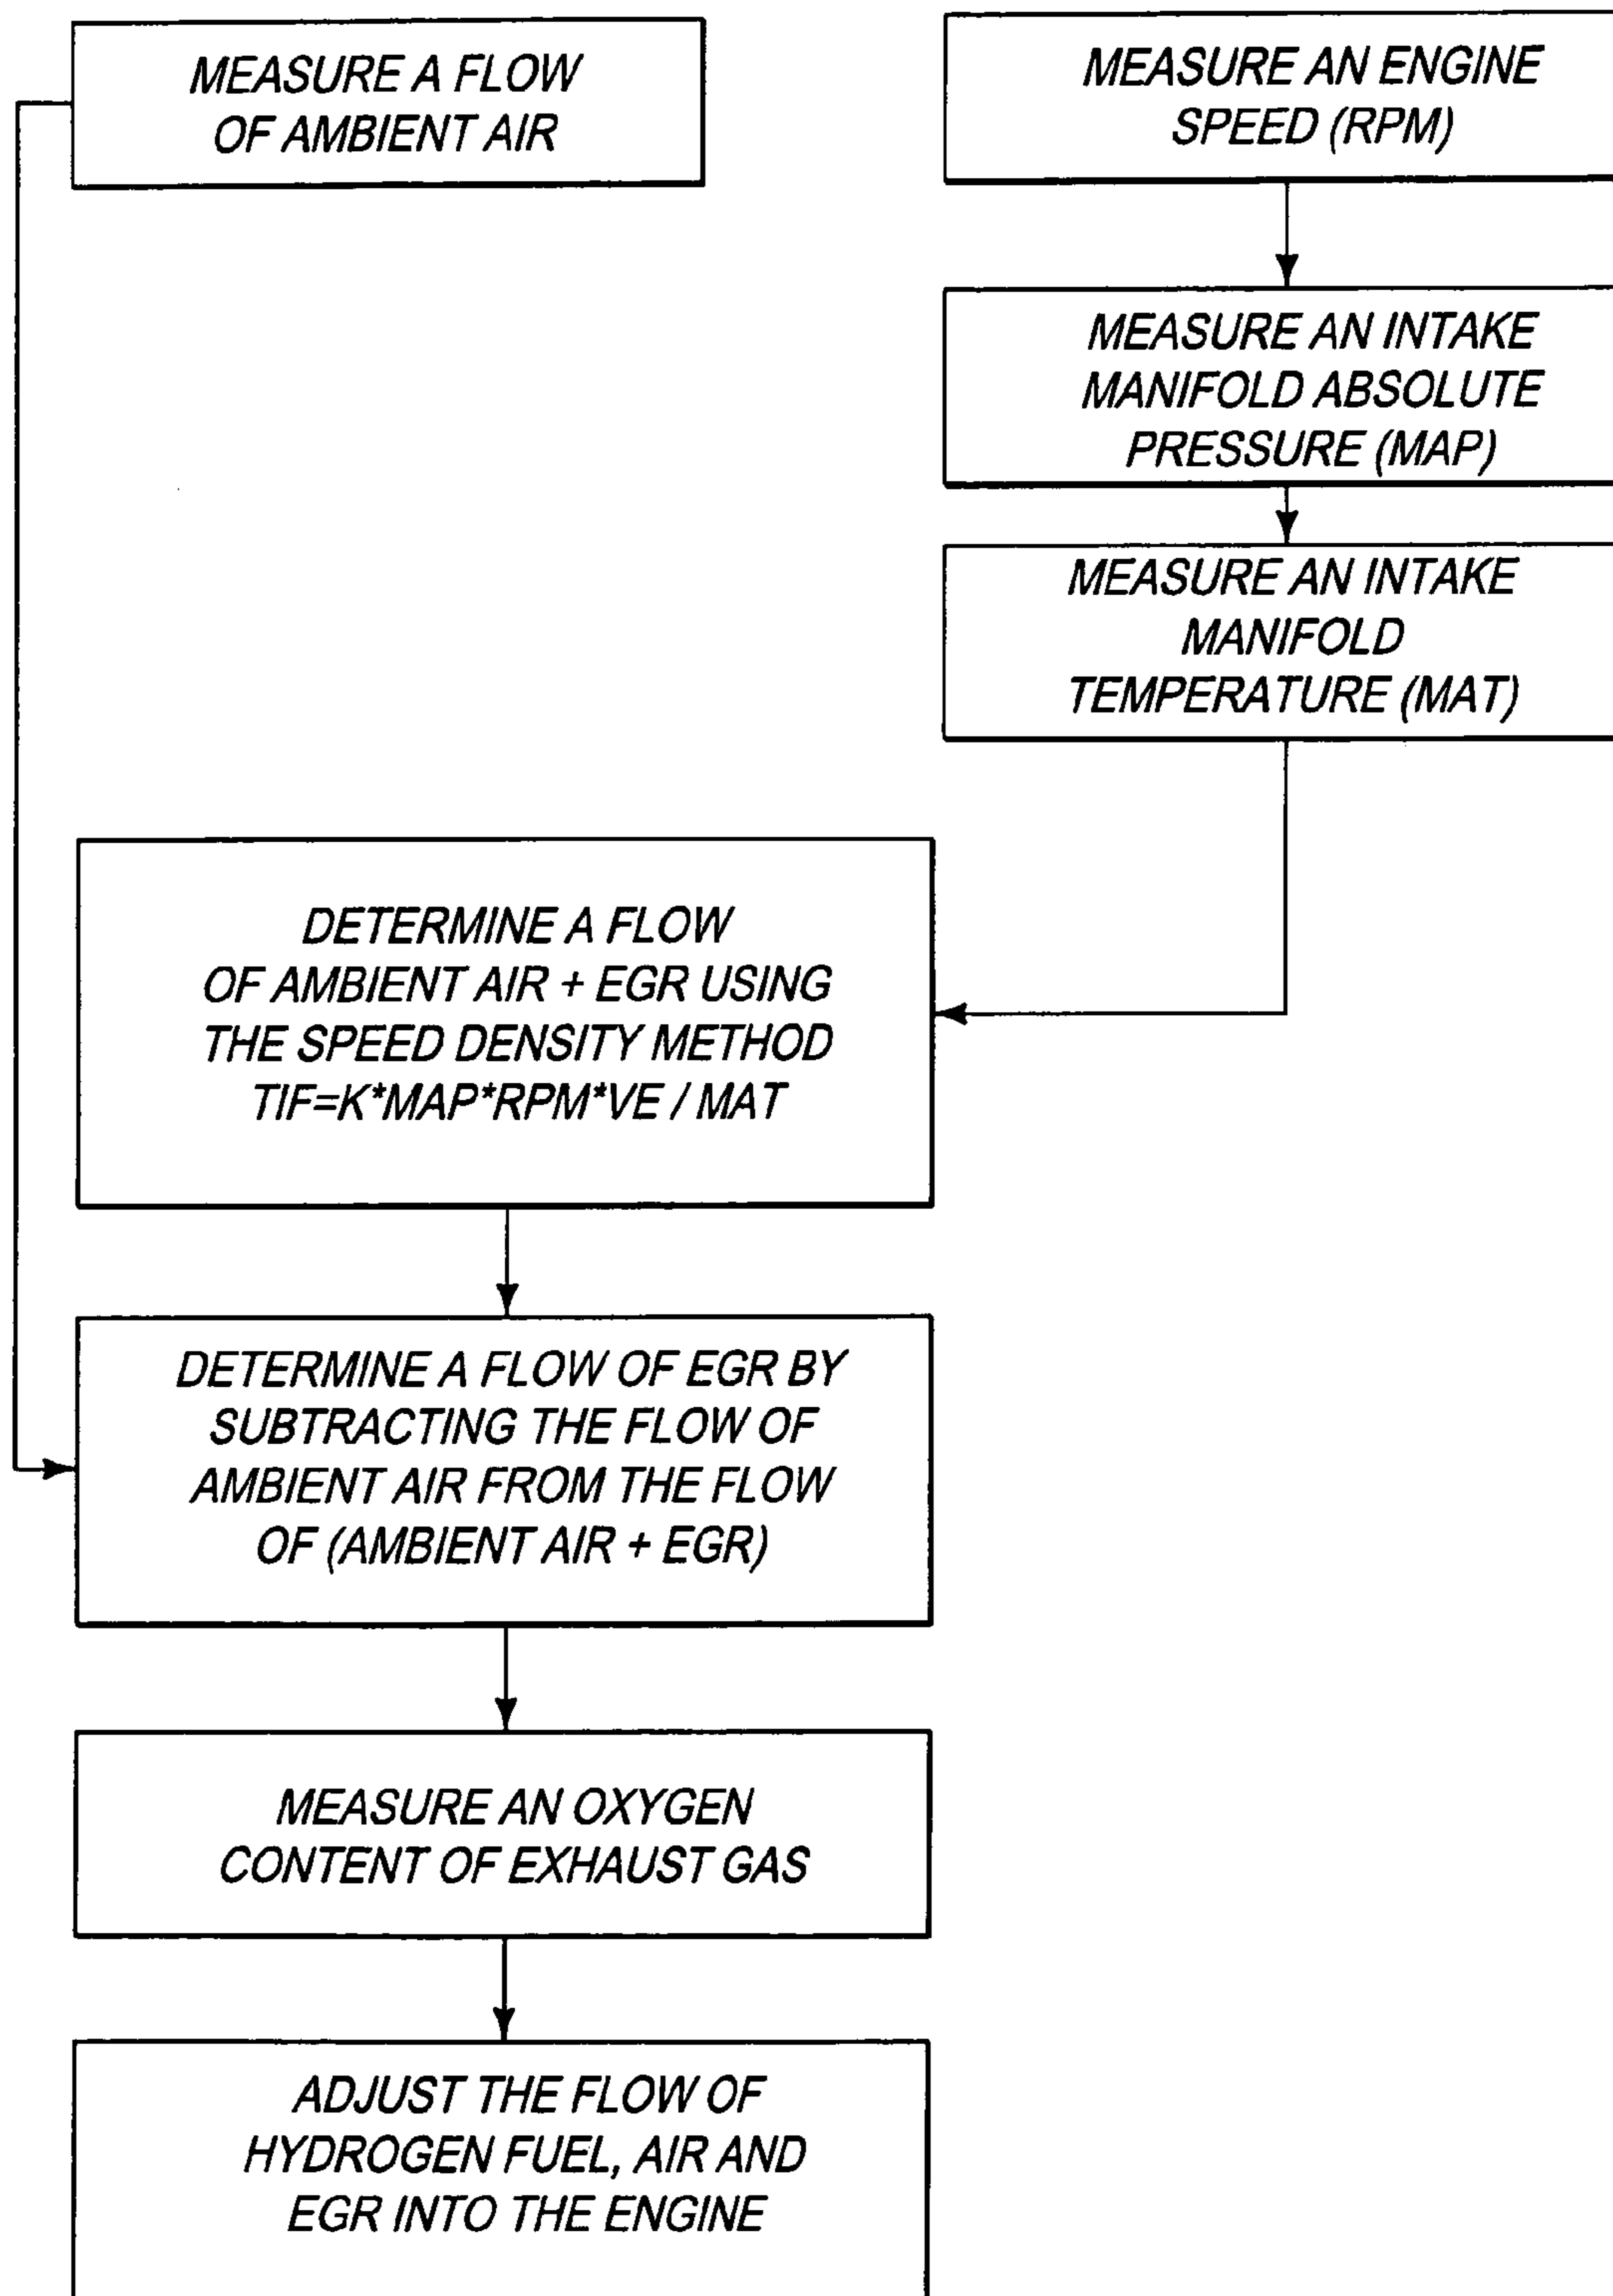 MEASURE A FLOW
OF AMBIENT AIR
MEASURE AN ENGINE
SPEED (RPM)
MEASURE AN INTAKE
MANIFOLD ABSOLUTE
PRESSURE (MAP)
MEASURE AN INTAKE
MANIFOLD
TEMPERATURE (MAT)
DETERMINE A FLOW
OF AMBIENT AIR + EGR USING
THE SPEED DENSITY METHOD
TIF=K*MAP*RPM*VE / MAT
DETERMINE A FLOW OF EGR BY
SUBTRACTING THE FLOW OF
AMBIENT AIR FROM THE FLOW
OF (AMBIENT AIR + EGR)
MEASURE AN OXYGEN
CONTENT OF EXHAUST GAS
ADJUST THE FLOW OF
HYDROGEN FUEL, AIR AND
EGR INTO THE ENGINE